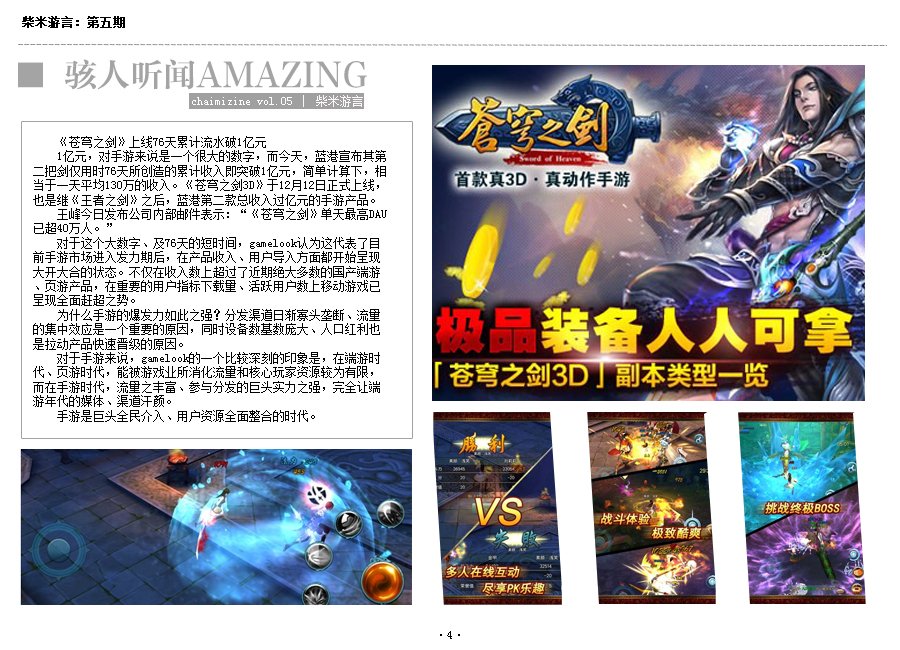 柴米游言：第五期
骇人听闻AMAZING
chaimizine vol.05 | 柴米游言
《苍穹之剑》上线76天累计流水破1亿元
1亿元，对手游来说是一个很大的数字，而今天，蓝港宣布其第
二把剑仅用时76天所创造的累计收入即突破1亿元，简单计算下，相
当于一天平均130万的收入。《苍穹之剑3D》于12月12日正式上线，
也是继《王者之剑》之后，蓝港第二款总收入过亿元的手游产品。
王峰今日发布公司内部邮件表示：“《苍穹之剑》单天最高DAU
已超40万人。”
对于这个大数字、及76天的短时间，gamelook认为这代表了目
前手游市场进入发力期后，在产品收入、用户导入方面都开始呈现
大开大合的状态。不仅在收入数上超过了近期绝大多数的国产端游
、页游产品，在重要的用户指标下载量、活跃用户数上移动游戏已
呈现全面赶超之势。
为什么手游的爆发力如此之强？分发渠道日渐寡头垄断、流量
的集中效应是一个重要的原因，同时设备数基数庞大、人口红利也
是拉动产品快速晋级的原因。
对于手游来说，gamelook的一个比较深刻的印象是，在端游时
代、页游时代，能被游戏业所消化流量和核心玩家资源较为有限，
而在手游时代，流量之丰富、参与分发的巨头实力之强，完全让端
游年代的媒体、渠道汗颜。
手游是巨头全民介入、用户资源全面整合的时代。
苍穹之剑
Sword of Heaven
首款真3D·真动作手游
极品装备人人可拿
「苍穹之剑3D」副本类型一览
勝利
VS
失敗
多人在线互动
尽享PK乐趣
战斗体验
极致酷爽
挑战终极BOSS
·4·